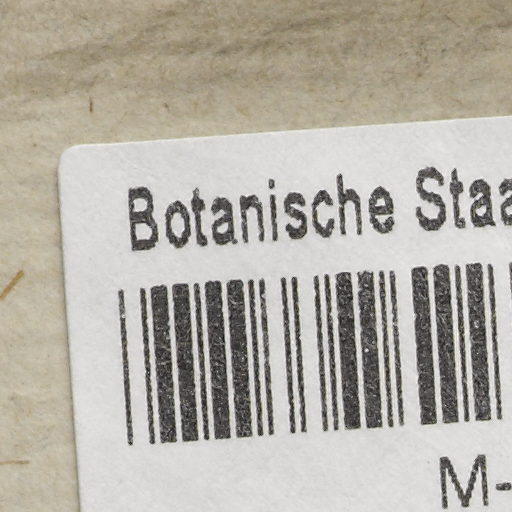 Botanische Staa
M-